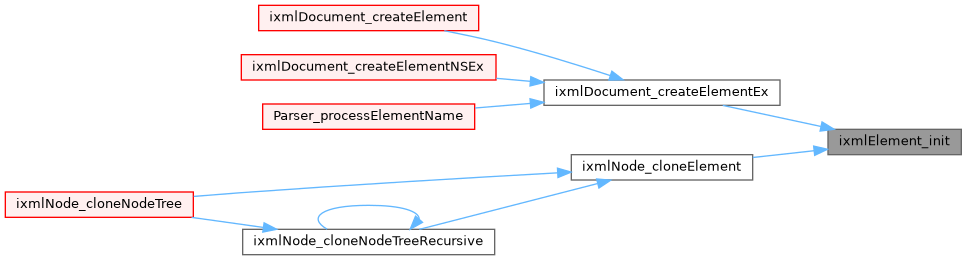 ixmlDocument_createElement
ixmlDocument_createElementNSEx
ixmlDocument_createElementEx
Parser_processElementName
ixmlElement_init
ixmlNode_cloneElement
ixmlNode_cloneNodeTree
ixmlNode_cloneNodeTreeRecursive